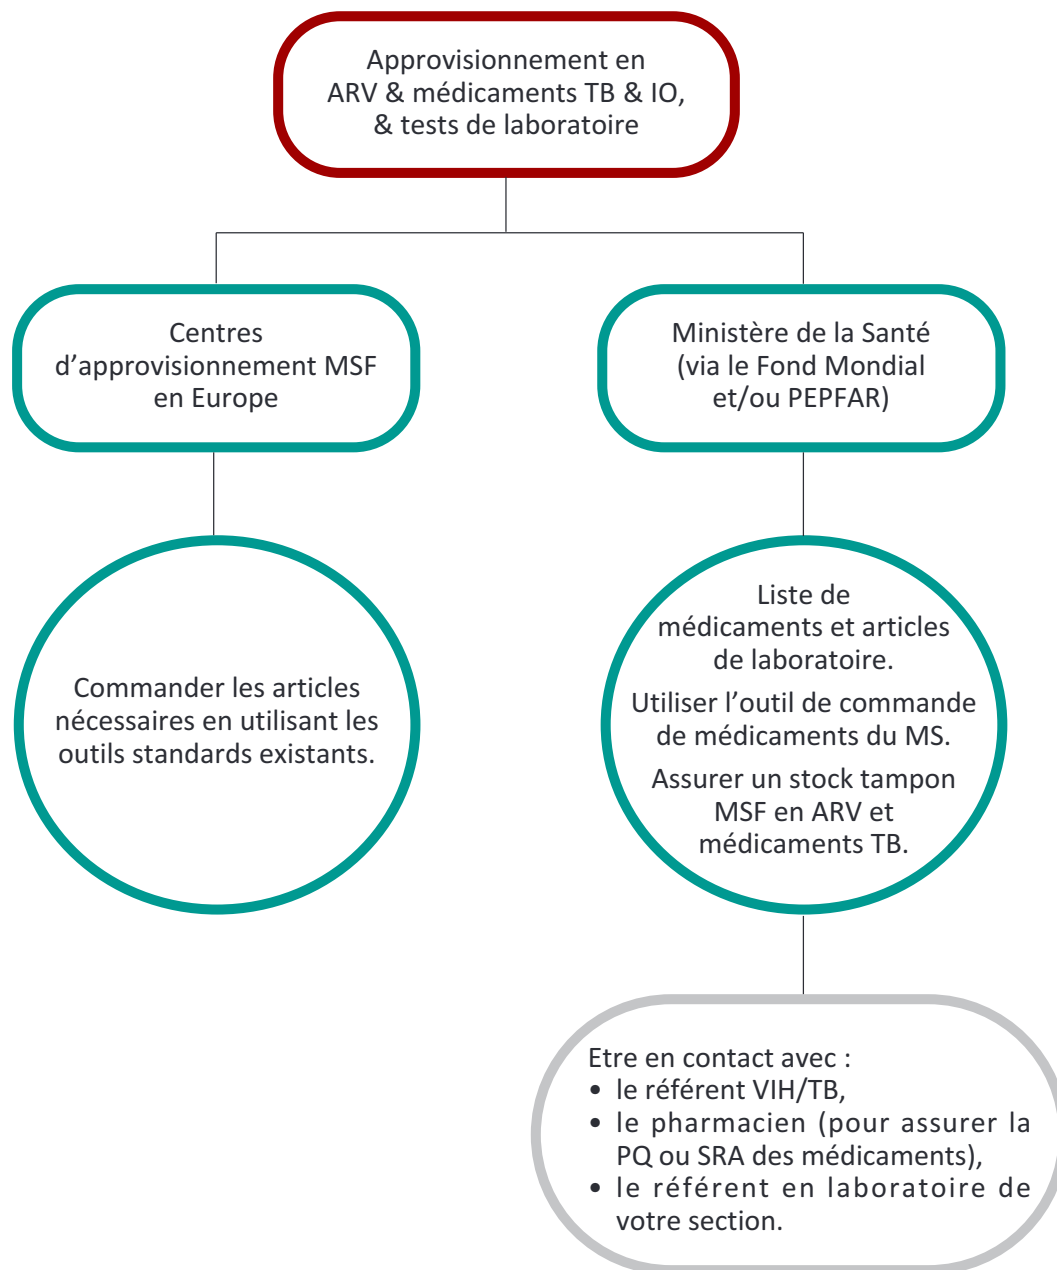 Approvisionnement en
ARV & médicaments TB & IO,
& tests de laboratoire
Centres
d’approvisionnement MSF
en Europe
Ministère de la Santé
(via le Fond Mondial
et/ou PEPFAR)
Commander les articles
nécessaires en utilisant les
outils standards existants.
Liste de
médicaments et articles
de laboratoire.
Utiliser l’outil de commande
de médicaments du MS.
Assurer un stock tampon
MSF en ARV et
médicaments TB.
Etre en contact avec :
• le référent VIH/TB,
• le pharmacien (pour assurer la
PQ ou SRA des médicaments),
• le référent en laboratoire de
votre section.